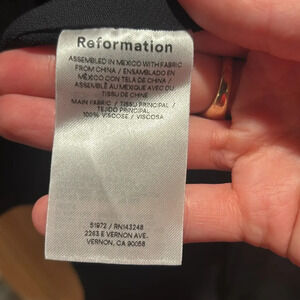 Reformation
ASSEMBLED IN MEXICO WITH FABRIC
FROM CHINA / ENSAMBLADO EN
MÉXICO CON TELA DE CHINA /
ASSEMBLÉ AU MEXIQUE AVEC DU
TISSU DE CHINE
MAIN FABRIC / TISSU PRINCIPAL /
TEJIDO PRINCIPAL
100% VISCOSE / VISCOSA
51972 / RN143248
2263 E VERNON AVE.
VERNON, CA 90058